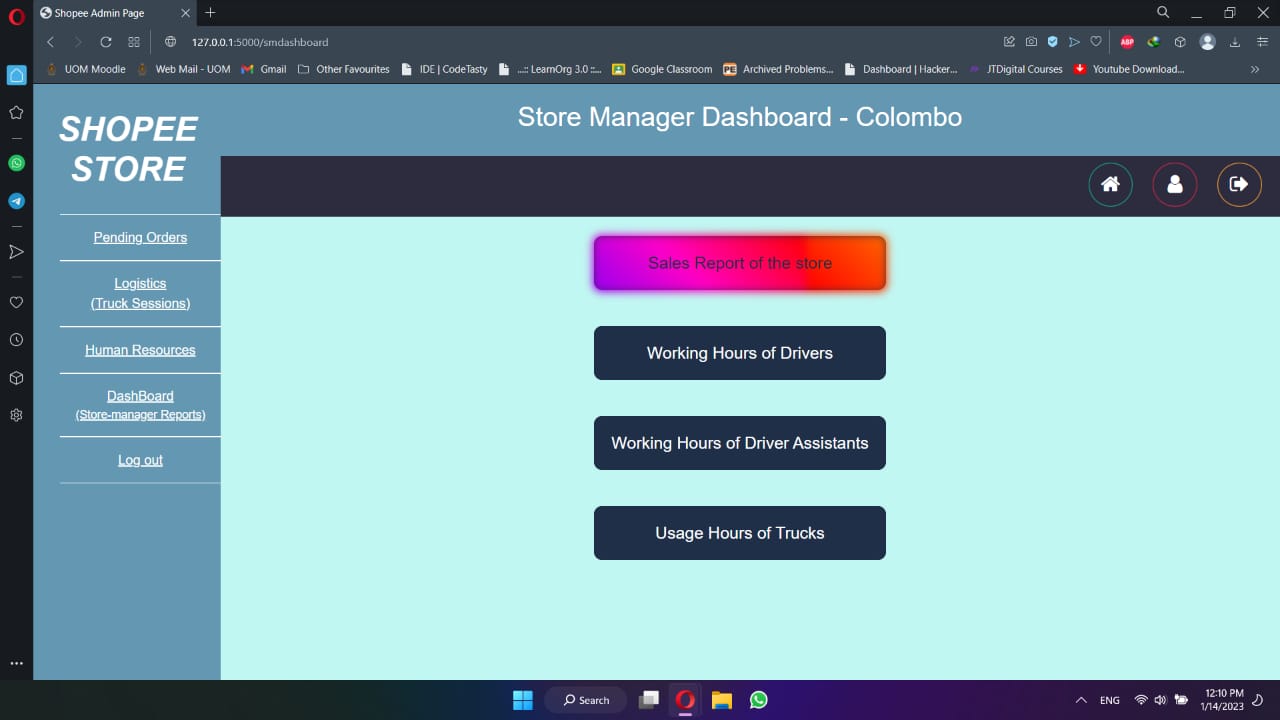 Shopee Admin Page
127.0.0.1:5000/smdashboard
ABP
UOM Moodle
Web Mail - UOM
Gmail
Other Favourites
IDE | CodeTasty
..:: LearnOrg 3.0 ::..
Google Classroom
PE
Archived Problems...
Dashboard | Hacker...
JTDigital Courses
Youtube Download...
SHOPEE
STORE
Store Manager Dashboard - Colombo
Pending Orders
Logistics
(Truck Sessions)
Human Resources
DashBoard
(Store-manager Reports)
Log out
Sales Report of the store
Working Hours of Drivers
Working Hours of Driver Assistants
Usage Hours of Trucks
Search
ENG
12:10 PM
1/14/2023